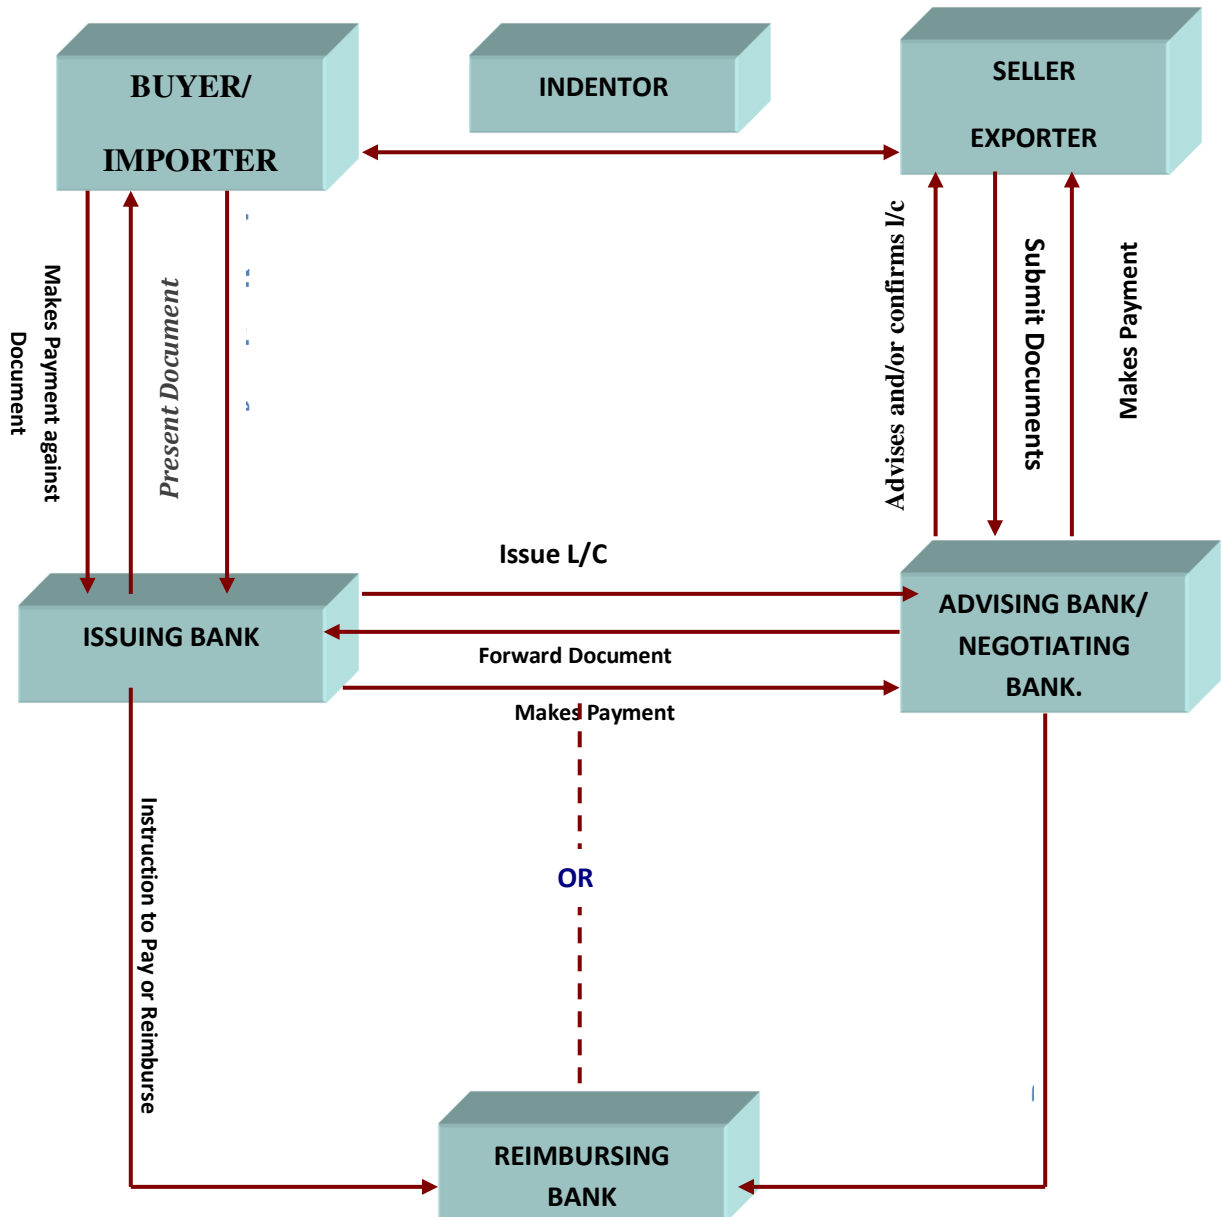 BUYER/
IMPORTER
INDENTOR
SELLER
EXPORTER
Makes Payment against
Document
Present Document
Advises and/or confirms l/c
Submit Documents
Makes Payment
Issue L/C
ISSUING BANK
Forward Document
Makes Payment
ADVISING BANK/
NEGOTIATING
BANK.
Instruction to Pay or Reimburse
OR
REIMBURSING
BANK